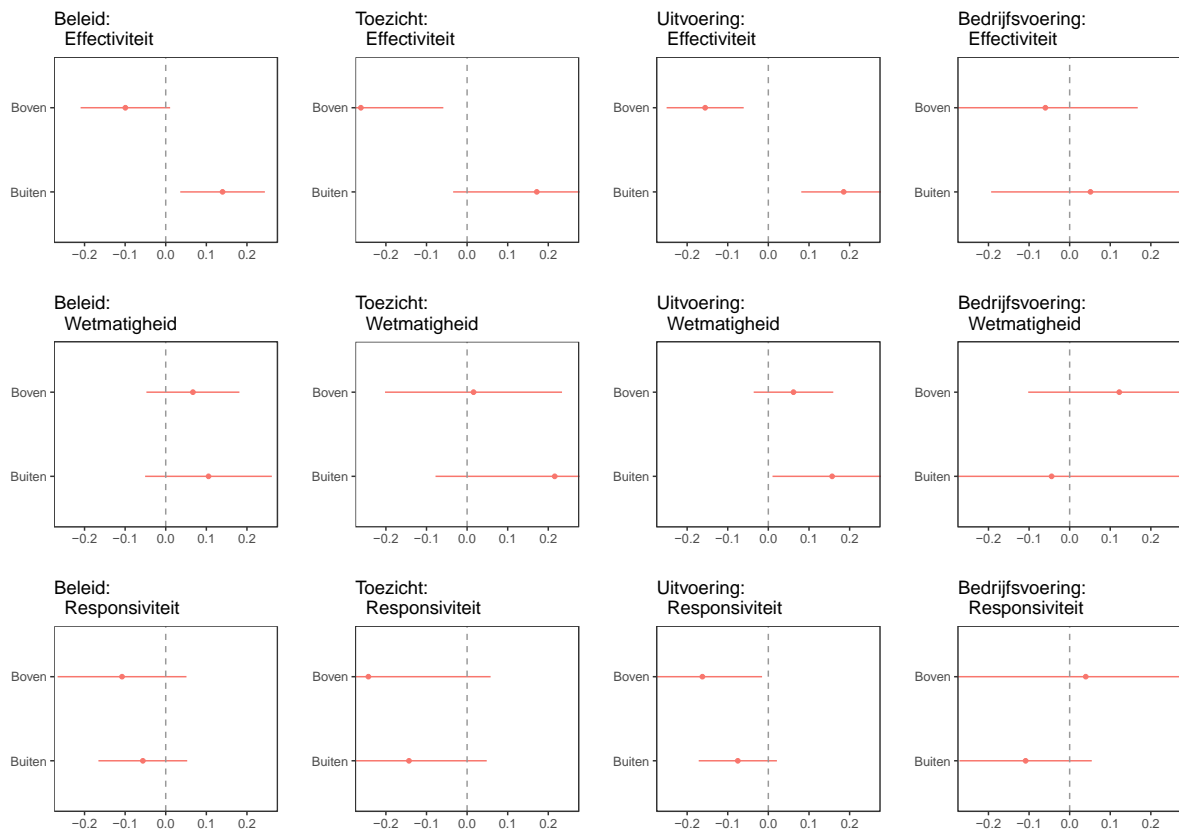 Beleid:
Effectiviteit
Boven
Buiten
−0.2 −0.1 0.0 0.1 0.2
Toezicht:
Effectiviteit
Boven
Buiten
−0.2 −0.1 0.0 0.1 0.2
Uitvoering:
Effectiviteit
Boven
Buiten
−0.2 −0.1 0.0 0.1 0.2
Bedrijfsvoering:
Effectiviteit
Boven
Buiten
−0.2 −0.1 0.0 0.1 0.2
Beleid:
Wetmatigheid
Boven
Buiten
−0.2 −0.1 0.0 0.1 0.2
Toezicht:
Wetmatigheid
Boven
Buiten
−0.2 −0.1 0.0 0.1 0.2
Uitvoering:
Wetmatigheid
Boven
Buiten
−0.2 −0.1 0.0 0.1 0.2
Bedrijfsvoering:
Wetmatigheid
Boven
Buiten
−0.2 −0.1 0.0 0.1 0.2
Beleid:
Responsiviteit
Boven
Buiten
−0.2 −0.1 0.0 0.1 0.2
Toezicht:
Responsiviteit
Boven
Buiten
−0.2 −0.1 0.0 0.1 0.2
Uitvoering:
Responsiviteit
Boven
Buiten
−0.2 −0.1 0.0 0.1 0.2
Bedrijfsvoering:
Responsiviteit
Boven
Buiten
−0.2 −0.1 0.0 0.1 0.2